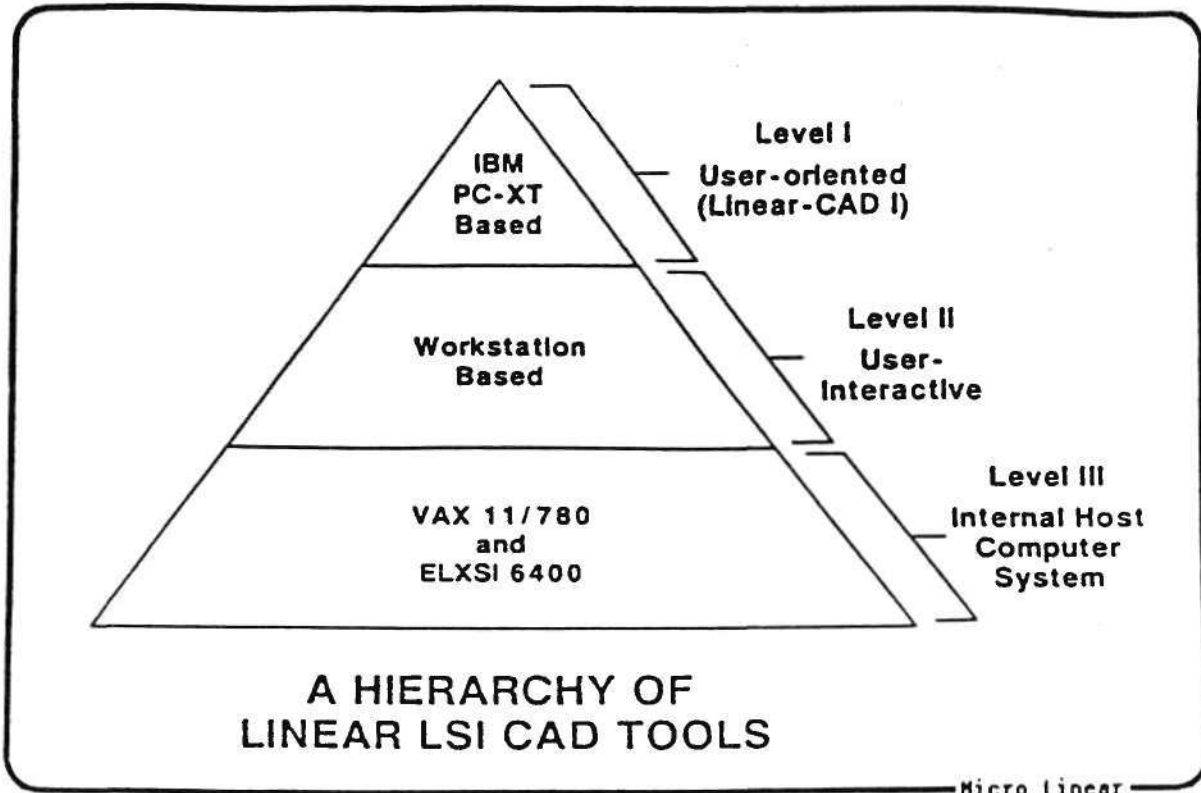 IBM
PC-XT
Based
Level I
User-oriented
(Linear-CAD I)
Workstation
Based
Level II
User-
Interactive
VAX 11/780
and
ELXSI 6400
Level III
Internal Host
Computer
System
A HIERARCHY OF
LINEAR LSI CAD TOOLS
Micro Linear